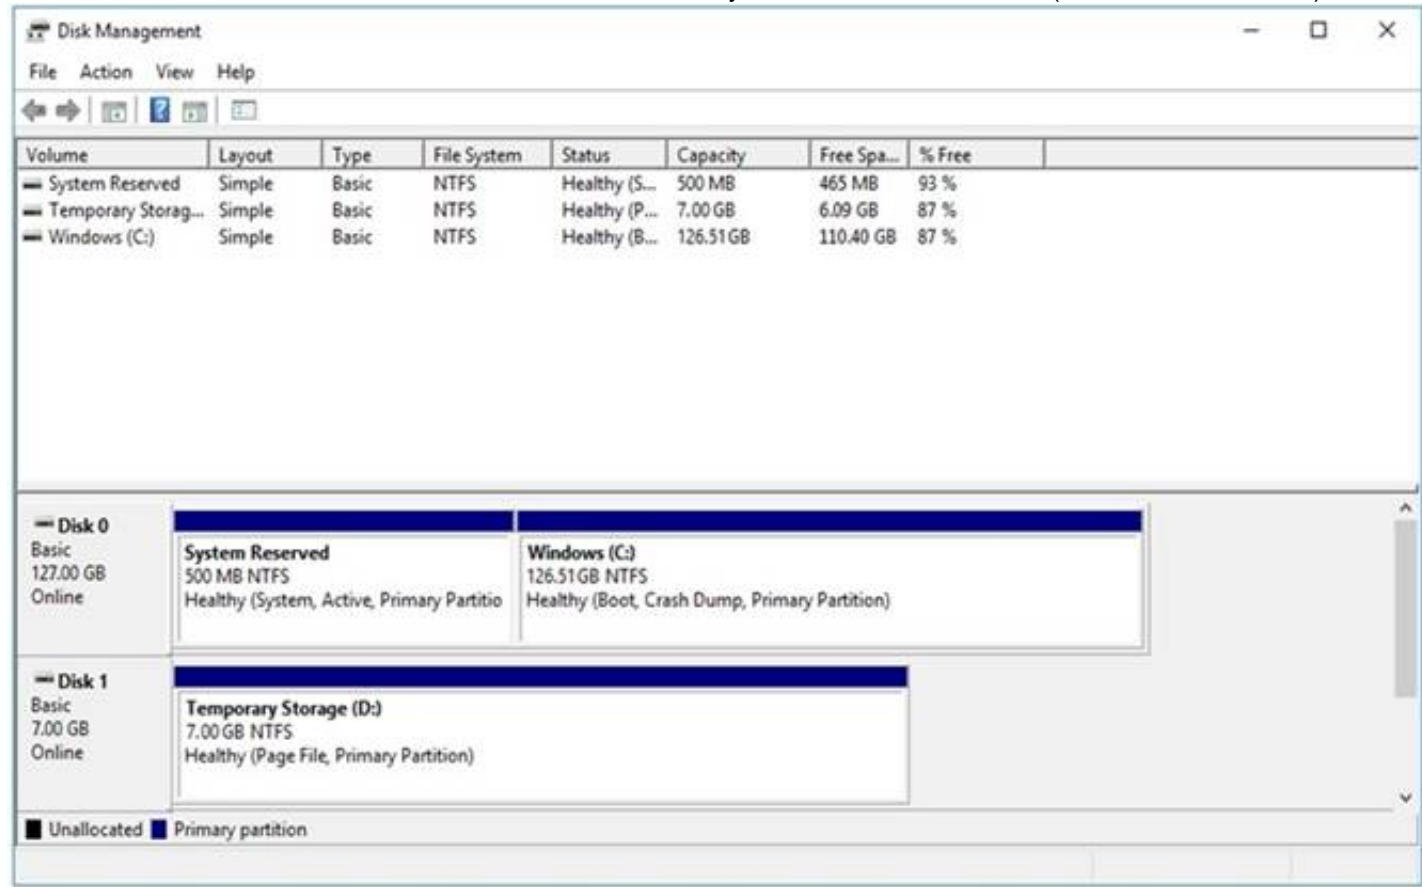 Disk Management
File Action View Help
Volume Layout Type File System Status Capacity Free Spa... % Free
System Reserved Simple Basic NTFS Healthy (S... 500 MB 465 MB 93 %
Temporary Storag... Simple Basic NTFS Healthy (P... 7.00 GB 6.09 GB 87 %
Windows (C:) Simple Basic NTFS Healthy (B... 126.51 GB 110.40 GB 87 %
Disk 0
Basic
127.00 GB
Online
System Reserved
500 MB NTFS
Healthy (System, Active, Primary Partitio
Windows (C:)
126.51 GB NTFS
Healthy (Boot, Crash Dump, Primary Partition)
Disk 1
Basic
7.00 GB
Online
Temporary Storage (D:)
7.00 GB NTFS
Healthy (Page File, Primary Partition)
Unallocated Primary partition